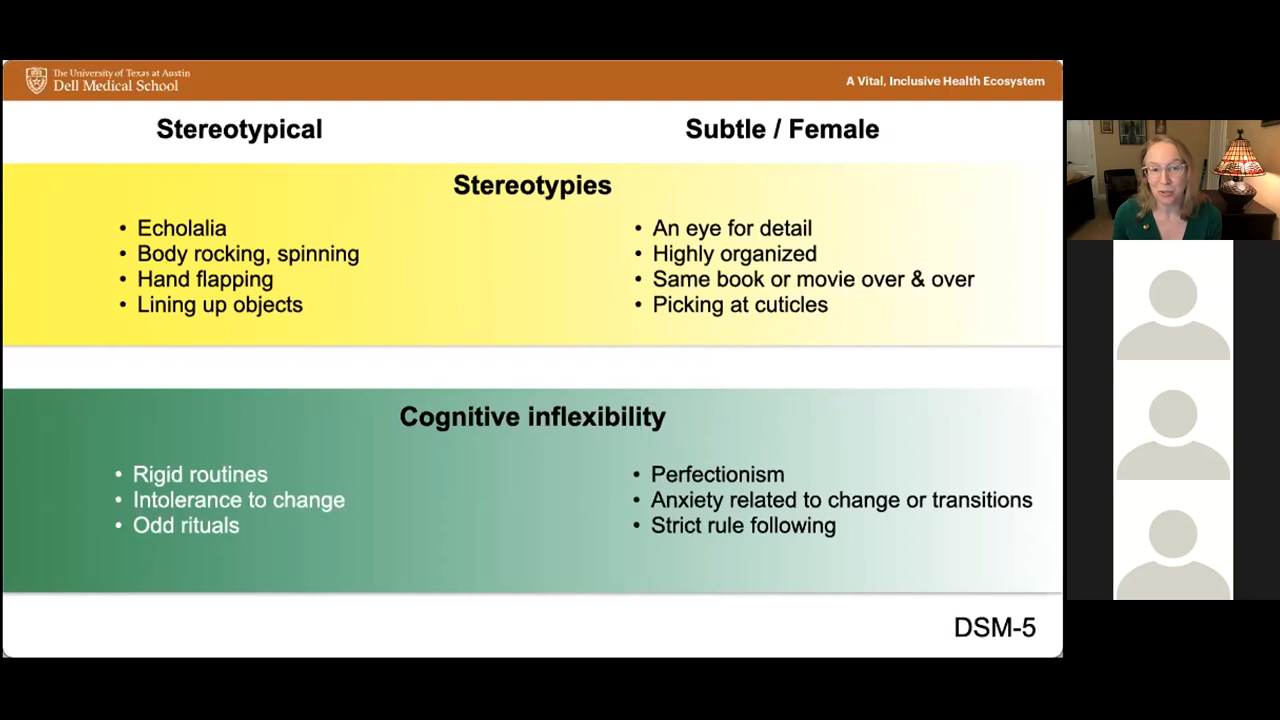 The University of Texas at Austin
Dell Medical School
A Vital, Inclusive Health Ecosystem
Stereotypical
Subtle / Female
Stereotypies
• Echolalia
• Body rocking, spinning
• Hand flapping
• Lining up objects
• An eye for detail
• Highly organized
• Same book or movie over & over
• Picking at cuticles
Cognitive inflexibility
• Rigid routines
• Intolerance to change
• Odd rituals
• Perfectionism
• Anxiety related to change or transitions
• Strict rule following
DSM-5